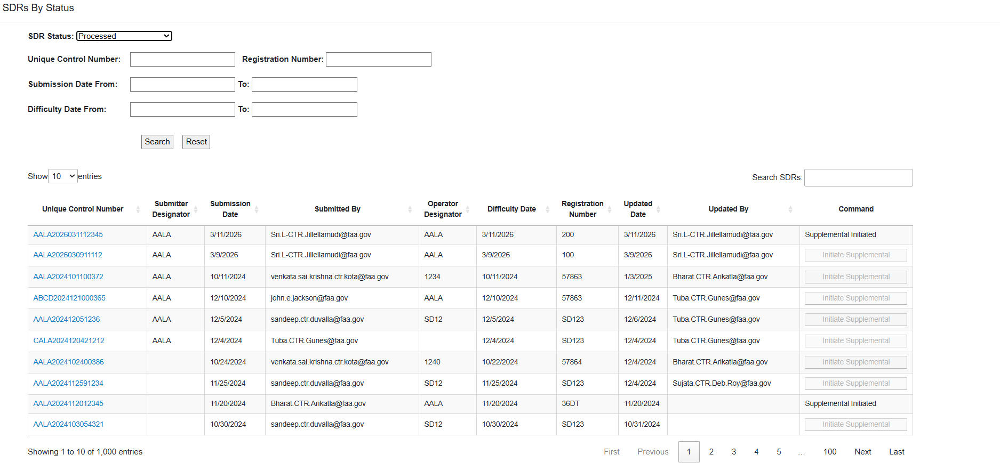 SDRs By Status
SDR Status: Processed
Unique Control Number: Registration Number:
Submission Date From: To:
Difficulty Date From: To:
Search Reset
Show 10 entries Search SDRs:
Unique Control Number Submitter Designator Submission Date Submitted By Operator Designator Difficulty Date Registration Number Updated Date Updated By Command
AALA2026031112345 AALA 3/11/2026 Sri.L-CTR.Jillellamudi@faa.gov AALA 3/11/2026 200 3/11/2026 Sri.L-CTR.Jillellamudi@faa.gov Supplemental Initiated
AALA2026030911112 AALA 3/9/2026 Sri.L-CTR.Jillellamudi@faa.gov AALA 3/9/2026 100 3/9/2026 Sri.L-CTR.Jillellamudi@faa.gov Initiate Supplemental
AALA2024101100372 AALA 10/11/2024 venkata.sai.krishna.ctr.kota@faa.gov 1234 10/11/2024 57863 1/3/2025 Bharat.CTR.Arikatla@faa.gov Initiate Supplemental
ABCD2024121000365 AALA 12/10/2024 john.e.jackson@faa.gov AALA 12/10/2024 57863 12/11/2024 Tuba.CTR.Gunes@faa.gov Initiate Supplemental
AALA202412051236 AALA 12/5/2024 sandeep.ctr.duvalla@faa.gov SD12 12/5/2024 SD123 12/6/2024 Tuba.CTR.Gunes@faa.gov Initiate Supplemental
CALA2024120421212 AALA 12/4/2024 Tuba.CTR.Gunes@faa.gov 12/4/2024 SD123 12/4/2024 Tuba.CTR.Gunes@faa.gov Initiate Supplemental
AALA2024102400386 10/24/2024 venkata.sai.krishna.ctr.kota@faa.gov 1240 10/22/2024 57864 12/4/2024 Bharat.CTR.Arikatla@faa.gov Initiate Supplemental
AALA2024112591234 11/25/2024 sandeep.ctr.duvalla@faa.gov SD12 11/25/2024 SD123 12/4/2024 Sujata.CTR.Deb.Roy@faa.gov Initiate Supplemental
AALA2024112012345 11/20/2024 Bharat.CTR.Arikatla@faa.gov AALA 11/20/2024 36DT 11/20/2024 Supplemental Initiated
AALA2024103054321 10/30/2024 sandeep.ctr.duvalla@faa.gov SD12 10/30/2024 SD123 10/31/2024 Initiate Supplemental
Showing 1 to 10 of 1,000 entries First Previous 1 2 3 4 5 … 100 Next Last